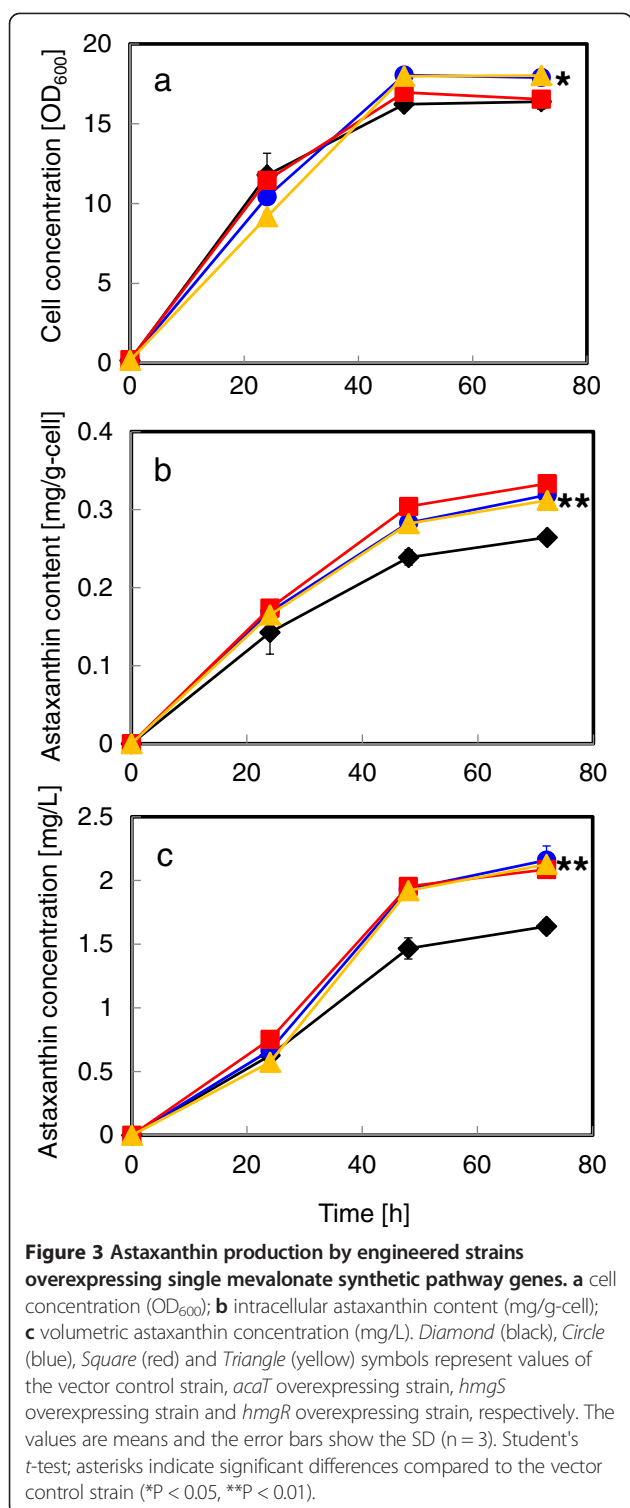 20
15
10
5
0
Cell concentration [OD600]
a
*
0 20 40 60 80
0.4
0.3
0.2
0.1
0
Astaxanthin content [mg/g-cell]
b
**
0 20 40 60 80
2.5
2
1.5
1
0.5
0
Astaxanthin concentration [mg/L]
c
**
0 20 40 60 80
Time [h]
Figure 3 Astaxanthin production by engineered strains
overexpressing single mevalonate synthetic pathway genes. a cell
concentration (OD600); b intracellular astaxanthin content (mg/g-cell);
c volumetric astaxanthin concentration (mg/L). Diamond (black), Circle
(blue), Square (red) and Triangle (yellow) symbols represent values of
the vector control strain, acaT overexpressing strain, hmgS
overexpressing strain and hmgR overexpressing strain, respectively. The
values are means and the error bars show the SD (n = 3). Student's
t-test; asterisks indicate significant differences compared to the vector
control strain (*P < 0.05, **P < 0.01).